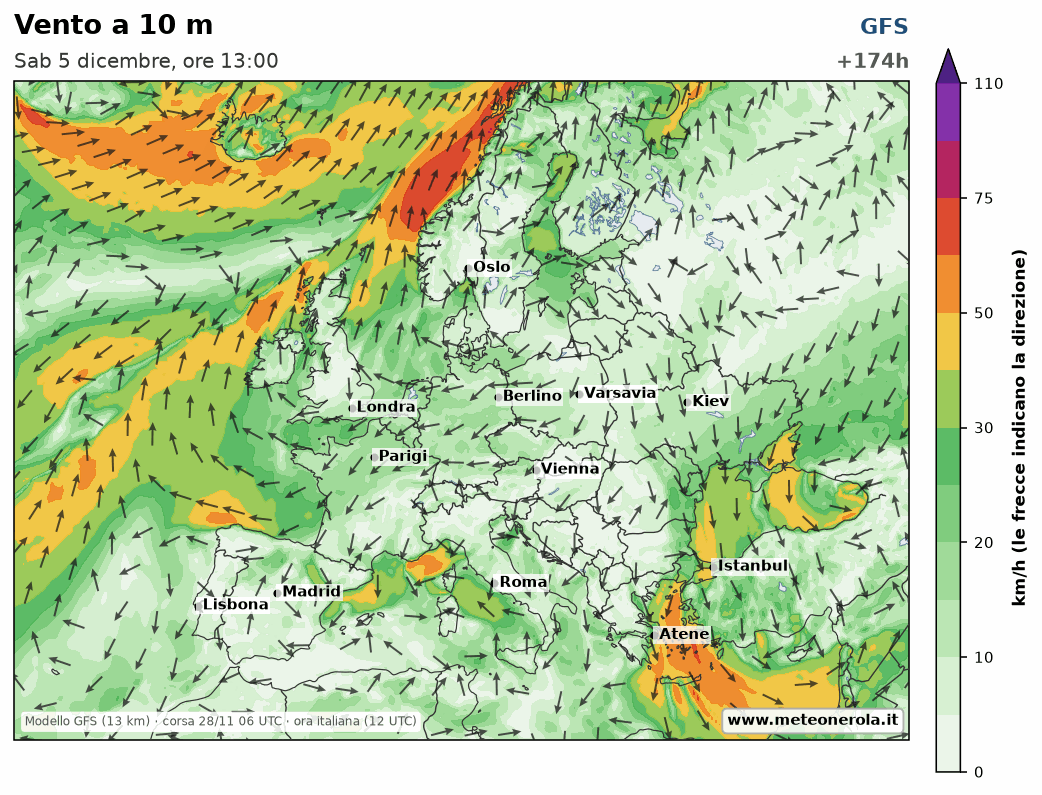 Vento a 10 m
GFS
Sab 5 dicembre, ore 13:00
+174h
110
75
50
30
20
10
0
km/h (le frecce indicano la direzione)
Oslo
Berlino
Varsavia
Kiev
Londra
Parigi
Vienna
Istanbul
Roma
Madrid
Lisbona
Atene
Modello GFS (13 km) · corsa 28/11 06 UTC · ora italiana (12 UTC)
www.meteonerola.it